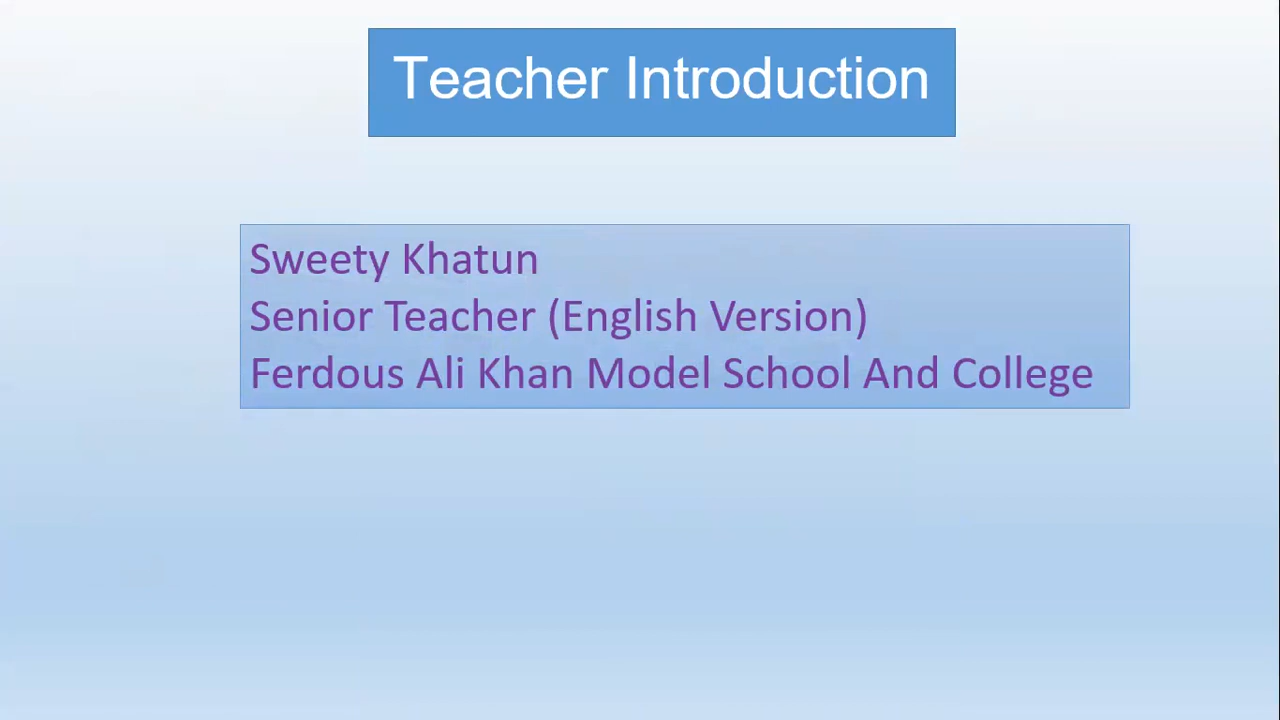 Teacher Introduction
Sweety Khatun
Senior Teacher (English Version)
Ferdous Ali Khan Model School And College